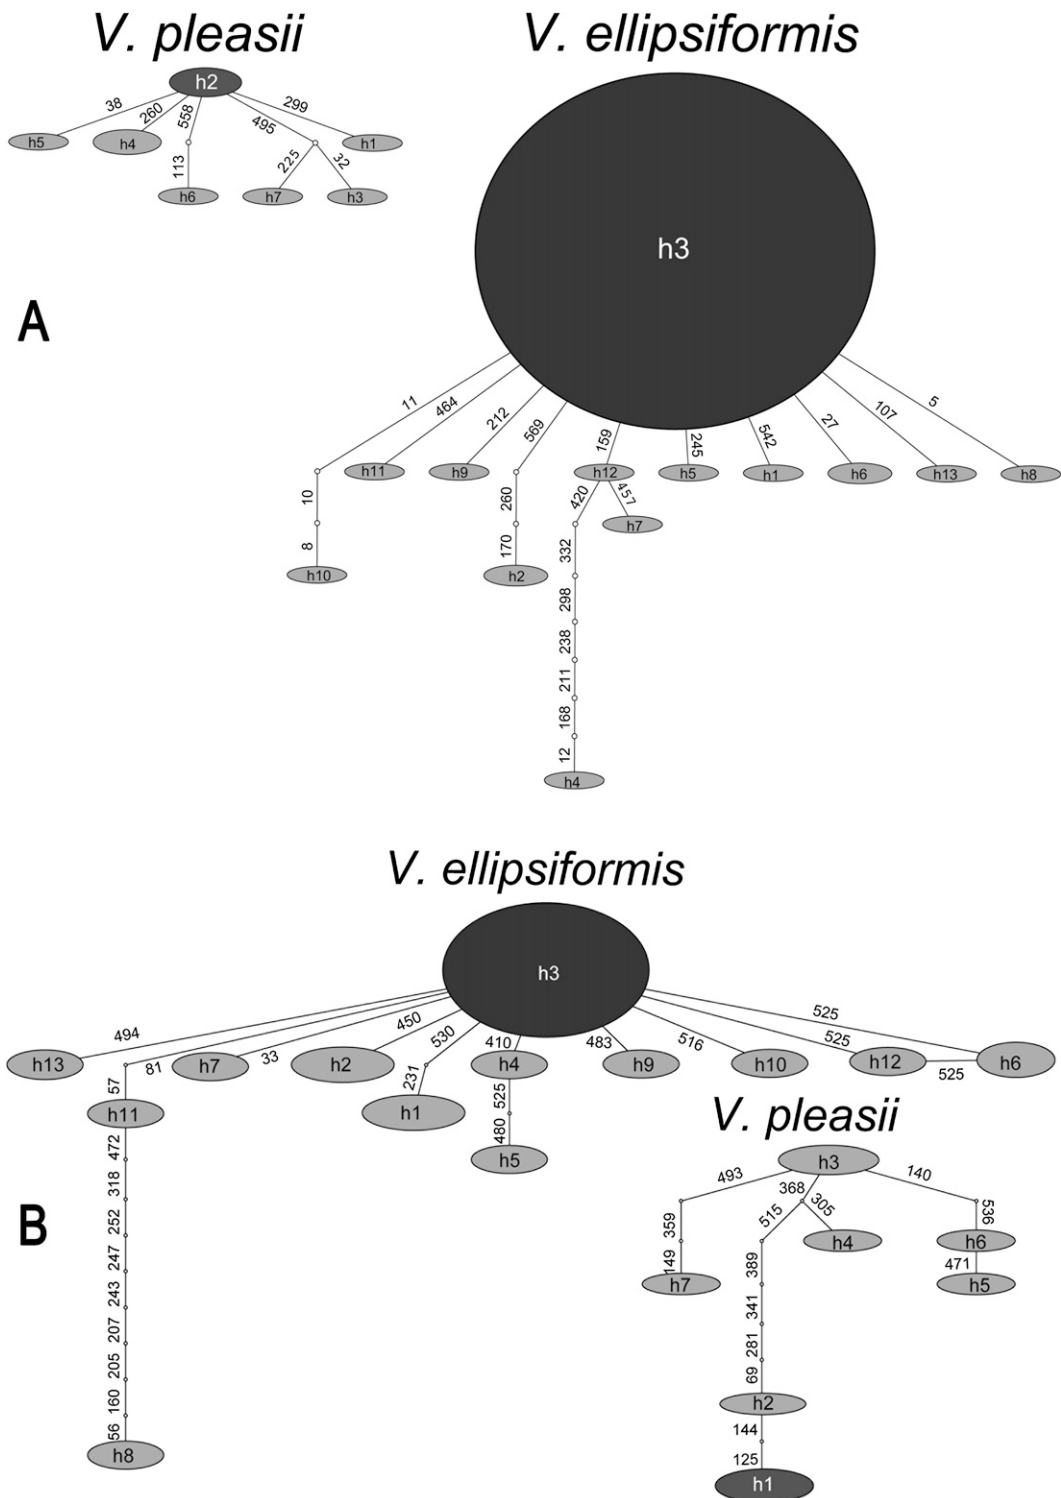 V. pleasii
V. ellipsiformis
h2
38
260
558
495
299
h5
h4
h1
113
225
32
h6
h7
h3
h3
A
11
464
212
569
159
245
542
27
107
5
h11
h9
h12
h5
h1
h6
h13
h8
10
260
420
457
h7
8
170
332
h10
h2
298
238
211
168
12
h4
V. ellipsiformis
h3
494
81
33
450
530
410
483
516
525
525
h13
h7
h2
h4
h9
h10
h12
525
h6
57
231
525
h11
h1
480
h5
472
318
252
247
243
207
205
160
56
h8
V. pleasii
h3
493
368
140
515
305
359
536
h4
h6
149
389
471
h7
h5
341
281
69
h2
144
125
h1
B